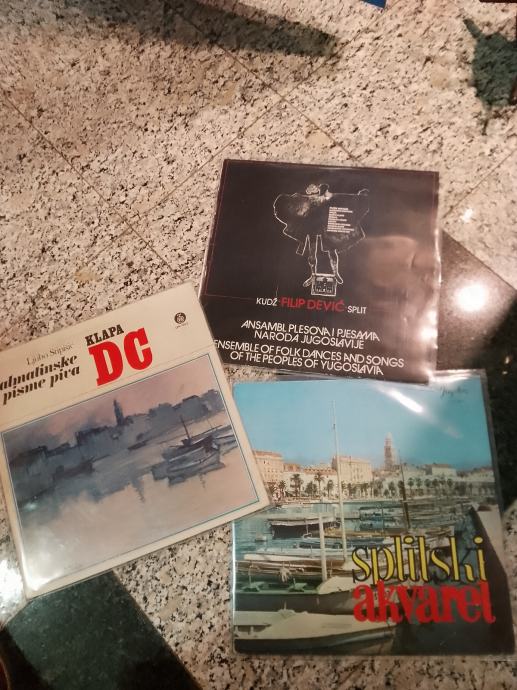 KUDŽ FILIP DEVIĆ SPLIT
ANSAMBL PLESOVA I PJESAMA
NARODA JUGOSLAVIJE
ENSEMBLE OF FOLK DANCES AND SONGS
OF THE PEOPLES OF YUGOSLAVIA
Ljubo Stipišić
KLAPA
DC
almatinske
pisme piva
splitski
akvarel